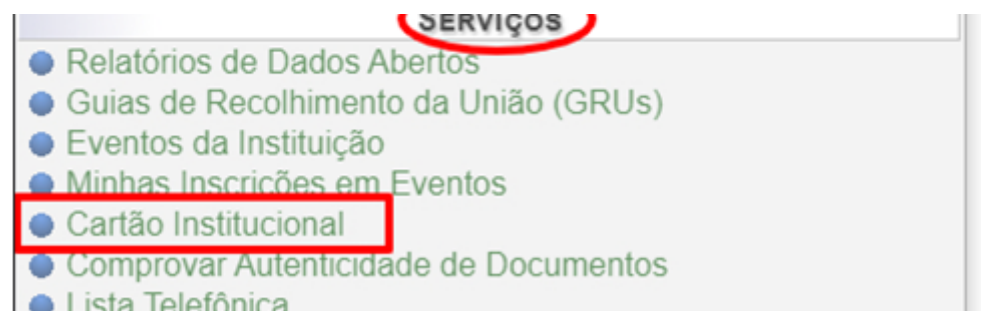 SERVIÇOS
Relatórios de Dados Abertos
Guias de Recolhimento da União (GRUs)
Eventos da Instituição
Minhas Inscrições em Eventos
Cartão Institucional
Comprovar Autenticidade de Documentos
Lista Telefônica